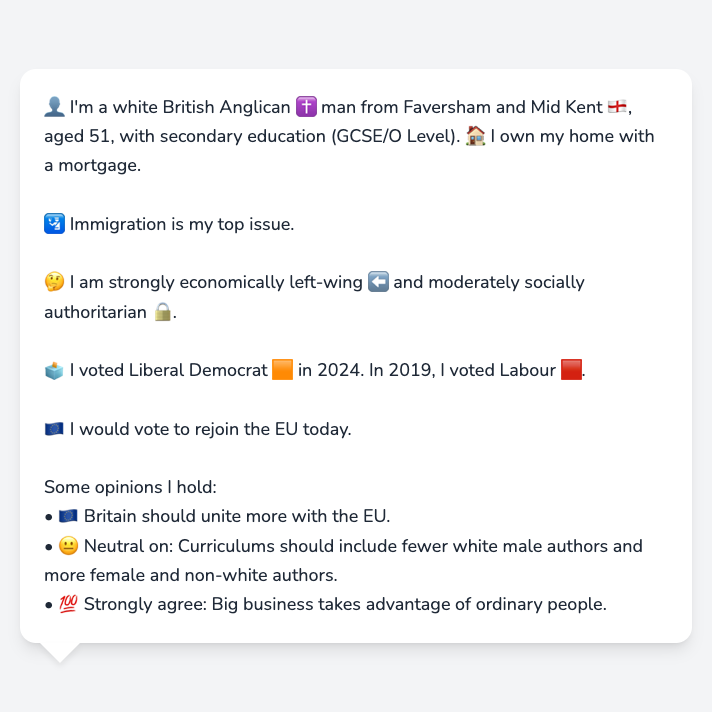 👤 I'm a white British Anglican ✝️ man from Faversham and Mid Kent 🏴󠁧󠁢󠁥󠁮󠁧󠁿,
aged 51, with secondary education (GCSE/O Level). 🏠 I own my home with
a mortgage.
🛂 Immigration is my top issue.
🤔 I am strongly economically left-wing ⬅️ and moderately socially
authoritarian 🔒.
🗳️ I voted Liberal Democrat 🟧 in 2024. In 2019, I voted Labour 🟥.
🇪🇺 I would vote to rejoin the EU today.
Some opinions I hold:
• 🇪🇺 Britain should unite more with the EU.
• 😐 Neutral on: Curriculums should include fewer white male authors and
more female and non-white authors.
• 💯 Strongly agree: Big business takes advantage of ordinary people.